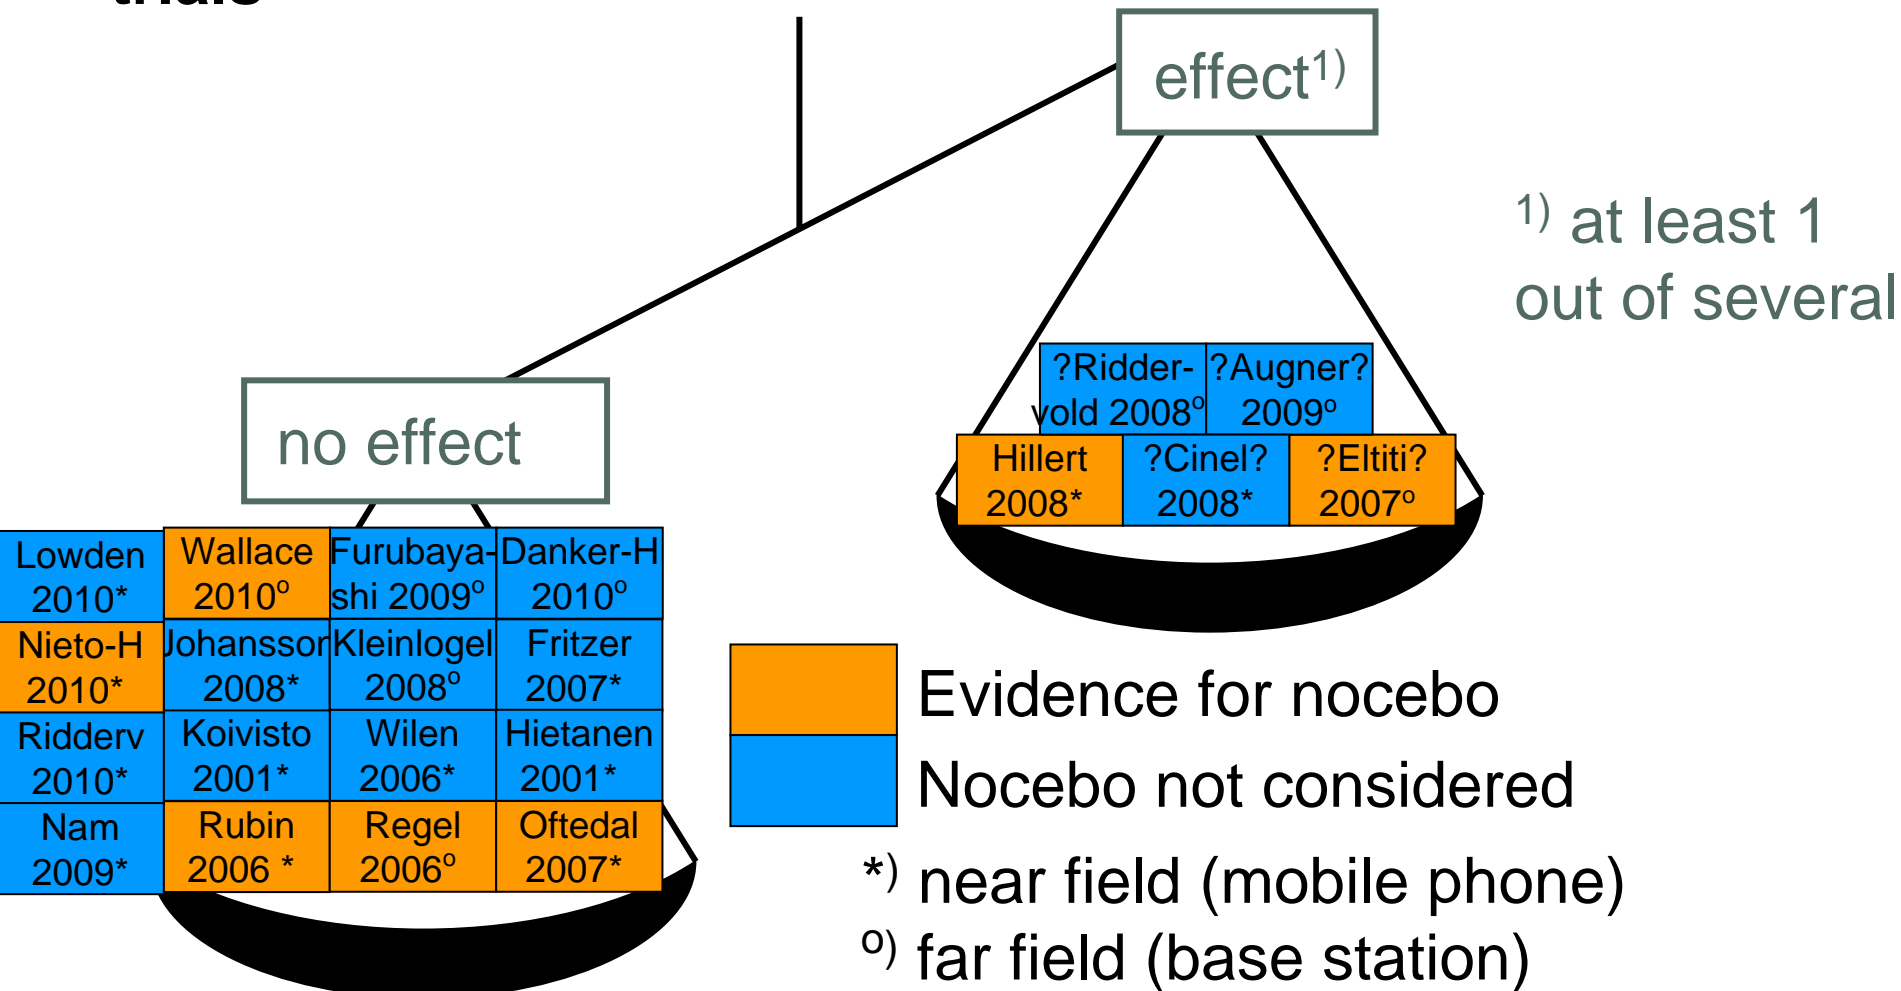 trials
effect1)
1) at least 1
out of several
?Ridder-
vold 2008o
?Augner?
2009o
Hillert
2008*
?Cinel?
2008*
?Eltiti?
2007o
no effect
Lowden
2010*
Wallace
2010o
Furubaya-
shi 2009o
Danker-H
2010o
Nieto-H
2010*
Johansson
2008*
Kleinlogel
2008o
Fritzer
2007*
Ridderv
2010*
Koivisto
2001*
Wilen
2006*
Hietanen
2001*
Nam
2009*
Rubin
2006 *
Regel
2006o
Oftedal
2007*
Evidence for nocebo
Nocebo not considered
*) near field (mobile phone)
o) far field (base station)